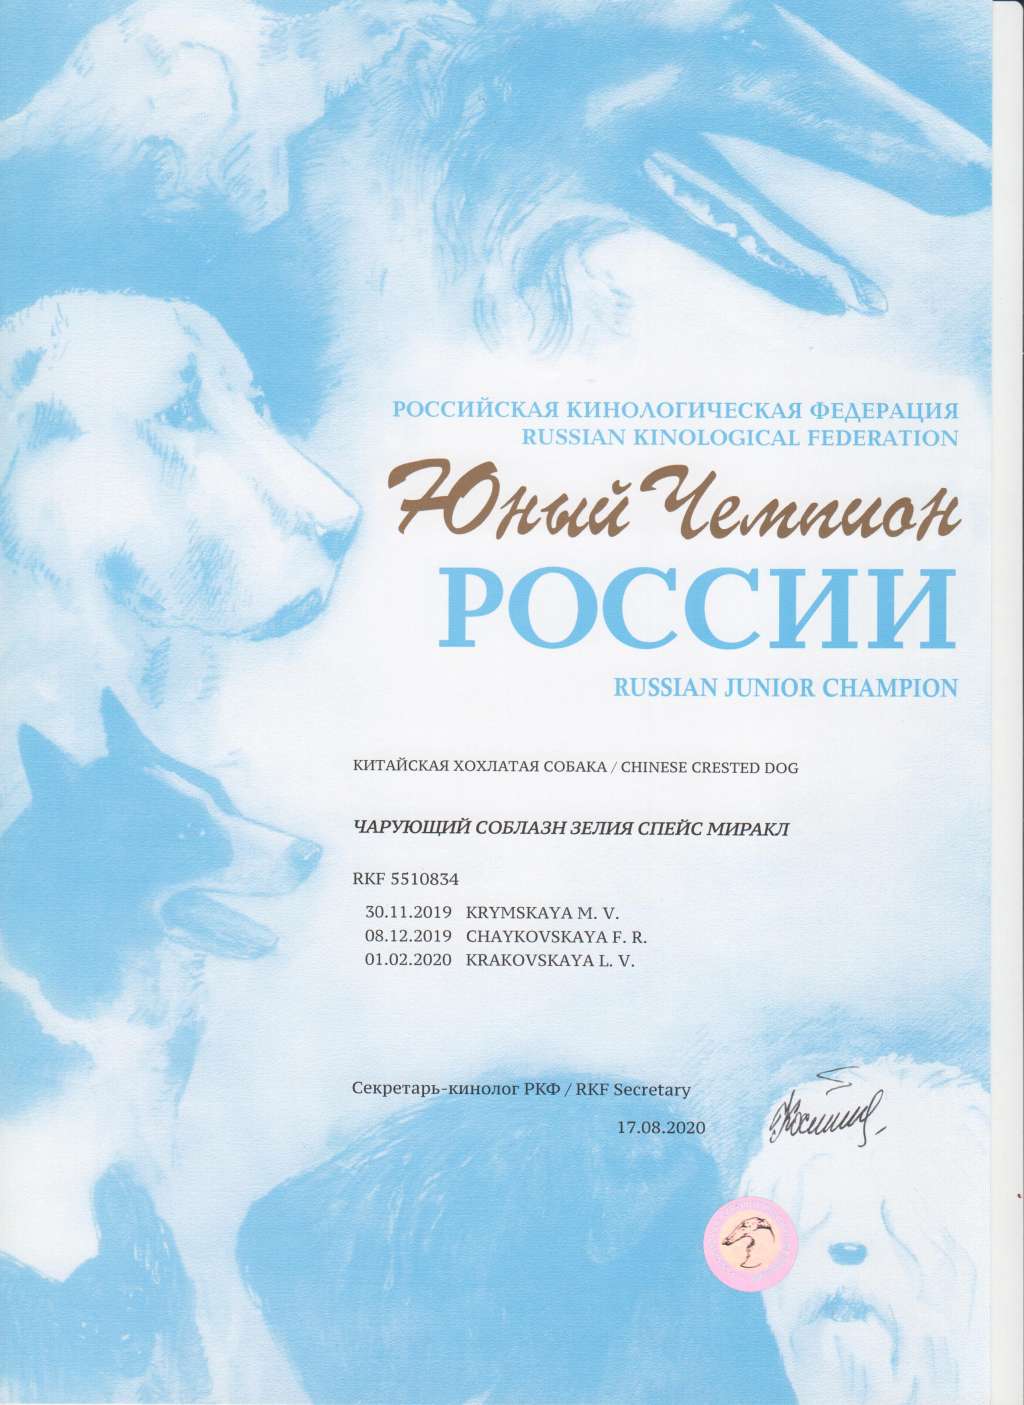 РОССИЙСКАЯ КИНОЛОГИЧЕСКАЯ ФЕДЕРАЦИЯ
RUSSIAN KINOLOGICAL FEDERATION
Юный Чемпион
РОССИИ
RUSSIAN JUNIOR CHAMPION
КИТАЙСКАЯ ХОХЛАТАЯ СОБАКА / CHINESE CRESTED DOG
ЧАРУЮЩИЙ СОБЛАЗН ЗЕЛИЯ СПЕЙС МИРАКЛ
RKF 5510834
30.11.2019 KRYMSKAYA M. V.
08.12.2019 CHAYKOVSKAYA F. R.
01.02.2020 KRAKOVSKAYA L. V.
Секретарь-кинолог РКФ / RKF Secretary
17.08.2020